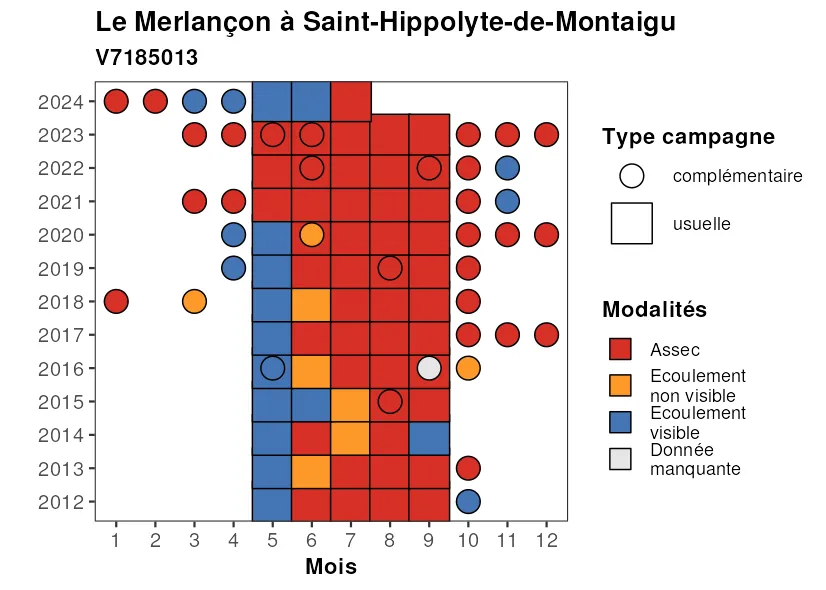 Le Merlançon à Saint-Hippolyte-de-Montaigu
V7185013
2024
2023
2022
2021
2020
2019
2018
2017
2016
2015
2014
2013
2012
1 2 3 4 5 6 7 8 9 10 11 12
Mois
Type campagne
complémentaire
usuelle
Modalités
Assec
Ecoulement
non visible
Ecoulement
visible
Donnée
manquante